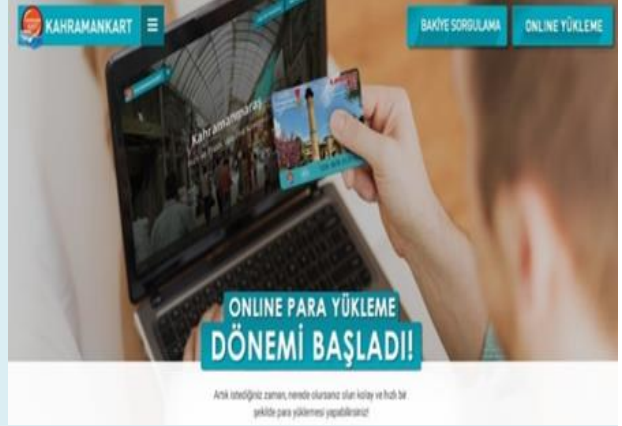 KAHRAMANKART
BAKİYE SORGULAMA
ONLINE YÜKLEME
Kahramanmaraş
ONLINE PARA YÜKLEME
DÖNEMİ BAŞLADI!
Artık istediğiniz zaman, nerede olursanız olun kolay ve hızlı bir
şekilde para yüklemesi yapabilirsiniz!